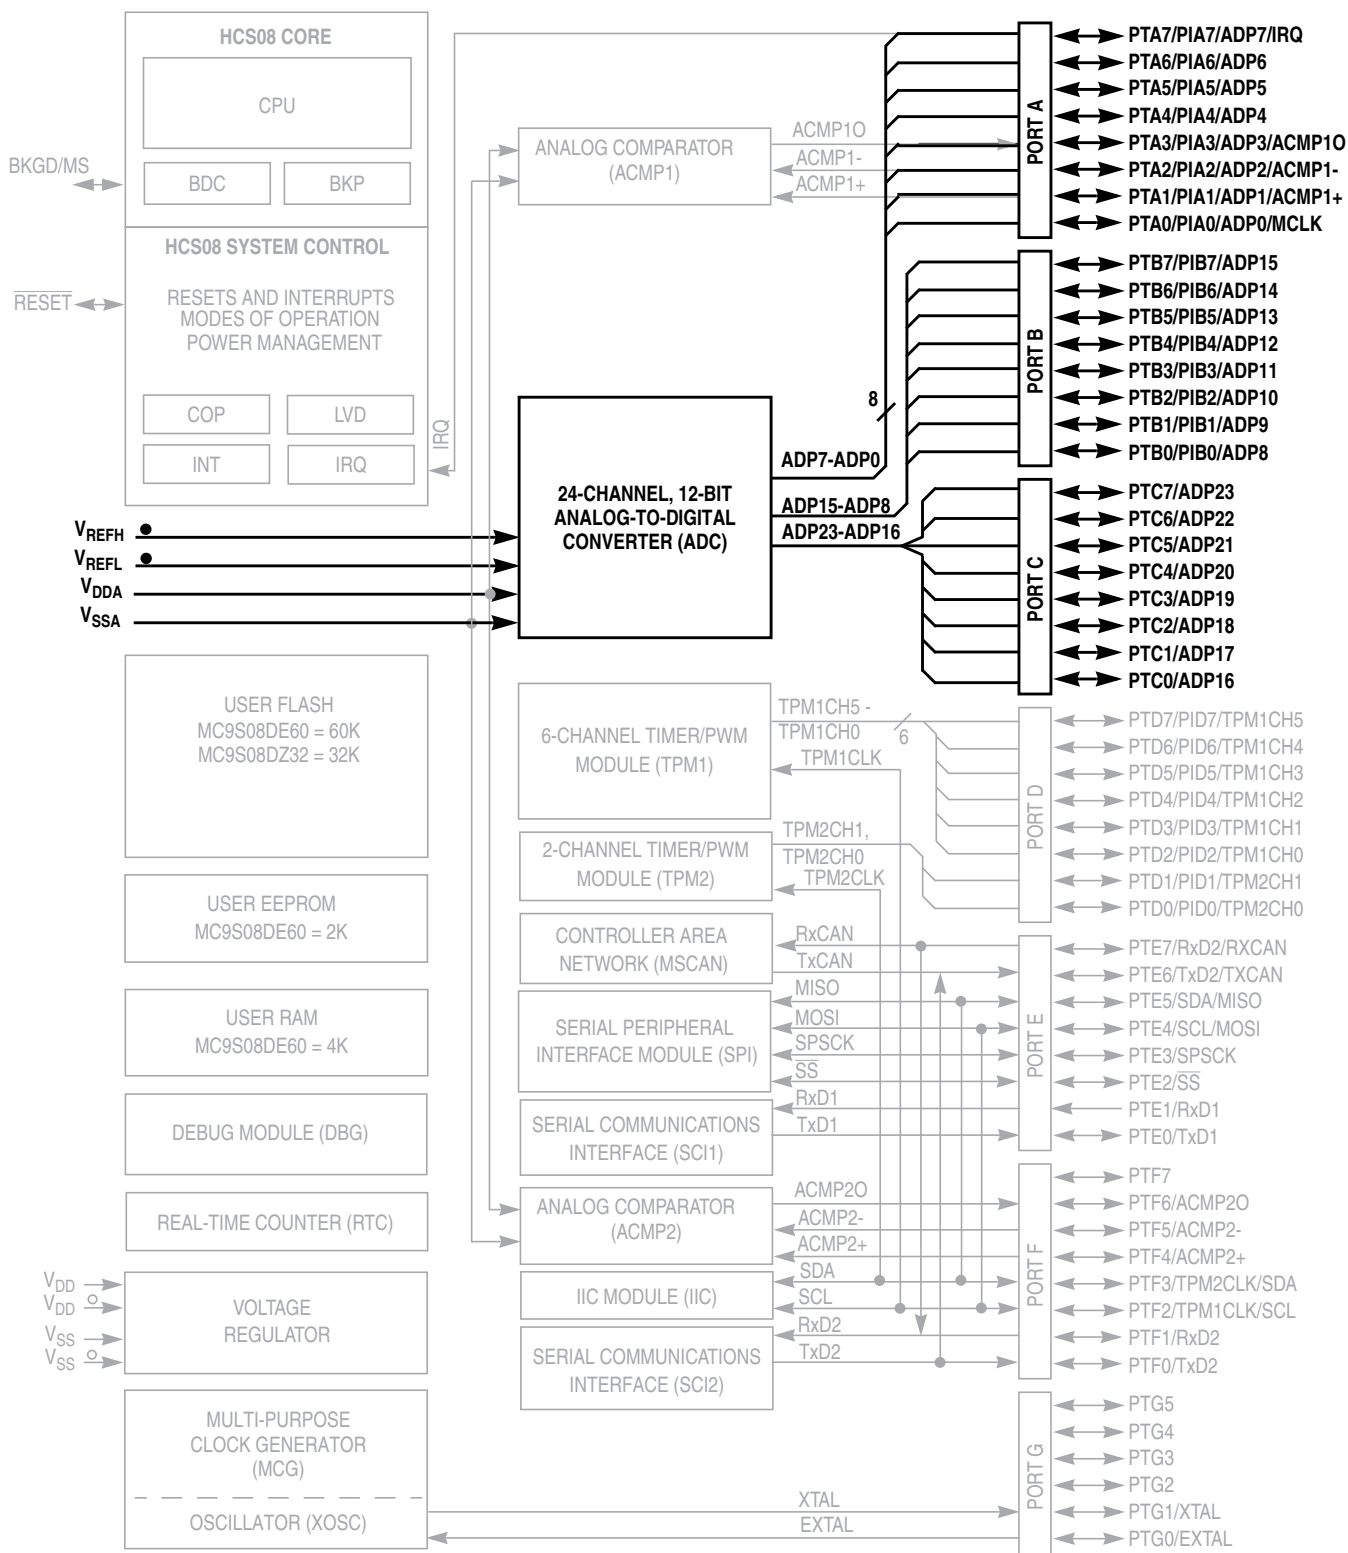 HCS08 CORE
CPU
BDC
BKP
BKGD/MS
HCS08 SYSTEM CONTROL
RESETS AND INTERRUPTS
MODES OF OPERATION
POWER MANAGEMENT
RESET
COP
LVD
INT
IRQ
IRQ
VREFH
VREFL
VDDA
VSSA
USER FLASH
MC9S08DE60 = 60K
MC9S08DZ32 = 32K
USER EEPROM
MC9S08DE60 = 2K
USER RAM
MC9S08DE60 = 4K
DEBUG MODULE (DBG)
REAL-TIME COUNTER (RTC)
VDD
VDD
VSS
VSS
VOLTAGE
REGULATOR
MULTI-PURPOSE
CLOCK GENERATOR
(MCG)
OSCILLATOR (XOSC)
ANALOG COMPARATOR
(ACMP1)
ACMP1O
ACMP1-
ACMP1+
24-CHANNEL, 12-BIT
ANALOG-TO-DIGITAL
CONVERTER (ADC)
8
ADP7-ADP0
ADP15-ADP8
ADP23-ADP16
6-CHANNEL TIMER/PWM
MODULE (TPM1)
TPM1CH5 -
TPM1CH0
6
TPM1CLK
2-CHANNEL TIMER/PWM
MODULE (TPM2)
TPM2CH1,
TPM2CH0
TPM2CLK
CONTROLLER AREA
NETWORK (MSCAN)
RxCAN
TxCAN
SERIAL PERIPHERAL
INTERFACE MODULE (SPI)
MISO
MOSI
SPSCK
SS
SERIAL COMMUNICATIONS
INTERFACE (SCI1)
RxD1
TxD1
ANALOG COMPARATOR
(ACMP2)
ACMP2O
ACMP2-
ACMP2+
IIC MODULE (IIC)
SDA
SCL
SERIAL COMMUNICATIONS
INTERFACE (SCI2)
RxD2
TxD2
XTAL
EXTAL
PORT A
PTA7/PIA7/ADP7/IRQ
PTA6/PIA6/ADP6
PTA5/PIA5/ADP5
PTA4/PIA4/ADP4
PTA3/PIA3/ADP3/ACMP1O
PTA2/PIA2/ADP2/ACMP1-
PTA1/PIA1/ADP1/ACMP1+
PTA0/PIA0/ADP0/MCLK
PORT B
PTB7/PIB7/ADP15
PTB6/PIB6/ADP14
PTB5/PIB5/ADP13
PTB4/PIB4/ADP12
PTB3/PIB3/ADP11
PTB2/PIB2/ADP10
PTB1/PIB1/ADP9
PTB0/PIB0/ADP8
PORT C
PTC7/ADP23
PTC6/ADP22
PTC5/ADP21
PTC4/ADP20
PTC3/ADP19
PTC2/ADP18
PTC1/ADP17
PTC0/ADP16
PORT D
PTD7/PID7/TPM1CH5
PTD6/PID6/TPM1CH4
PTD5/PID5/TPM1CH3
PTD4/PID4/TPM1CH2
PTD3/PID3/TPM1CH1
PTD2/PID2/TPM1CH0
PTD1/PID1/TPM2CH1
PTD0/PID0/TPM2CH0
PORT E
PTE7/RxD2/RXCAN
PTE6/TxD2/TXCAN
PTE5/SDA/MISO
PTE4/SCL/MOSI
PTE3/SPSCK
PTE2/SS
PTE1/RxD1
PTE0/TxD1
PORT F
PTF7
PTF6/ACMP2O
PTF5/ACMP2-
PTF4/ACMP2+
PTF3/TPM2CLK/SDA
PTF2/TPM1CLK/SCL
PTF1/RxD2
PTF0/TxD2
PORT G
PTG5
PTG4
PTG3
PTG2
PTG1/XTAL
PTG0/EXTAL